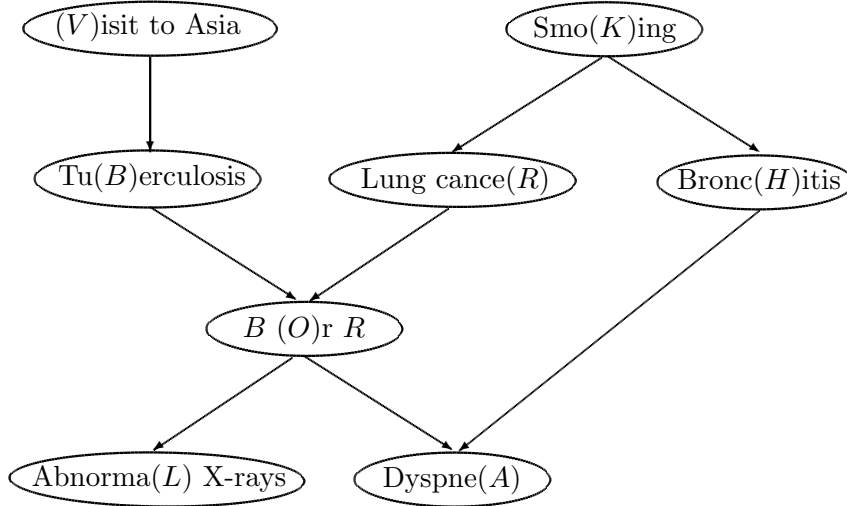 (V)isit to Asia
Smo(K)ing
Tu(B)erculosis
Lung cance(R)
Bronc(H)itis
B (O)r R
Abnorma(L) X-rays
Dyspne(A)